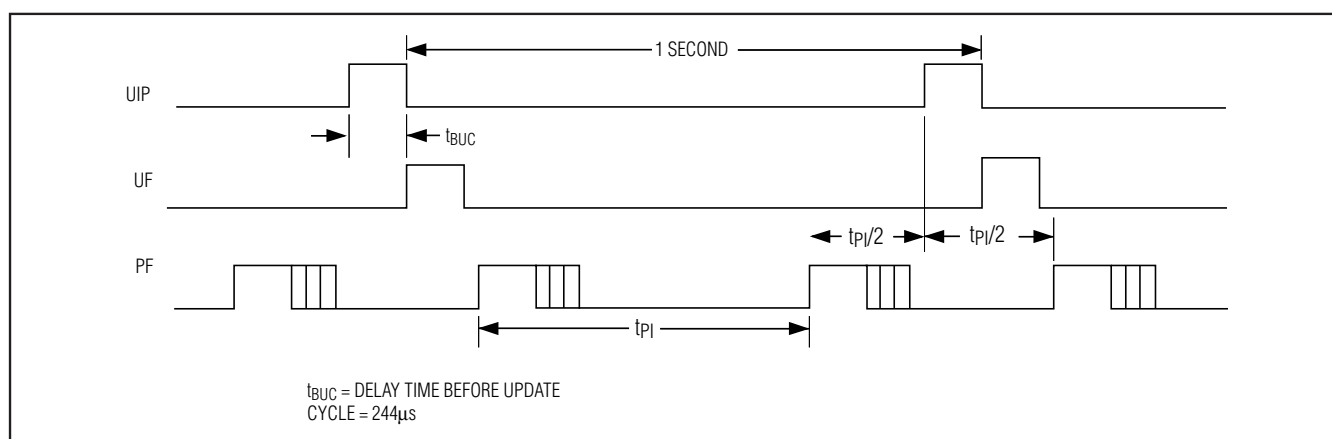 1 SECOND
UIP
tBUC
UF
tPI/2 tPI/2
PF
tPI
tBUC = DELAY TIME BEFORE UPDATE
CYCLE = 244μs